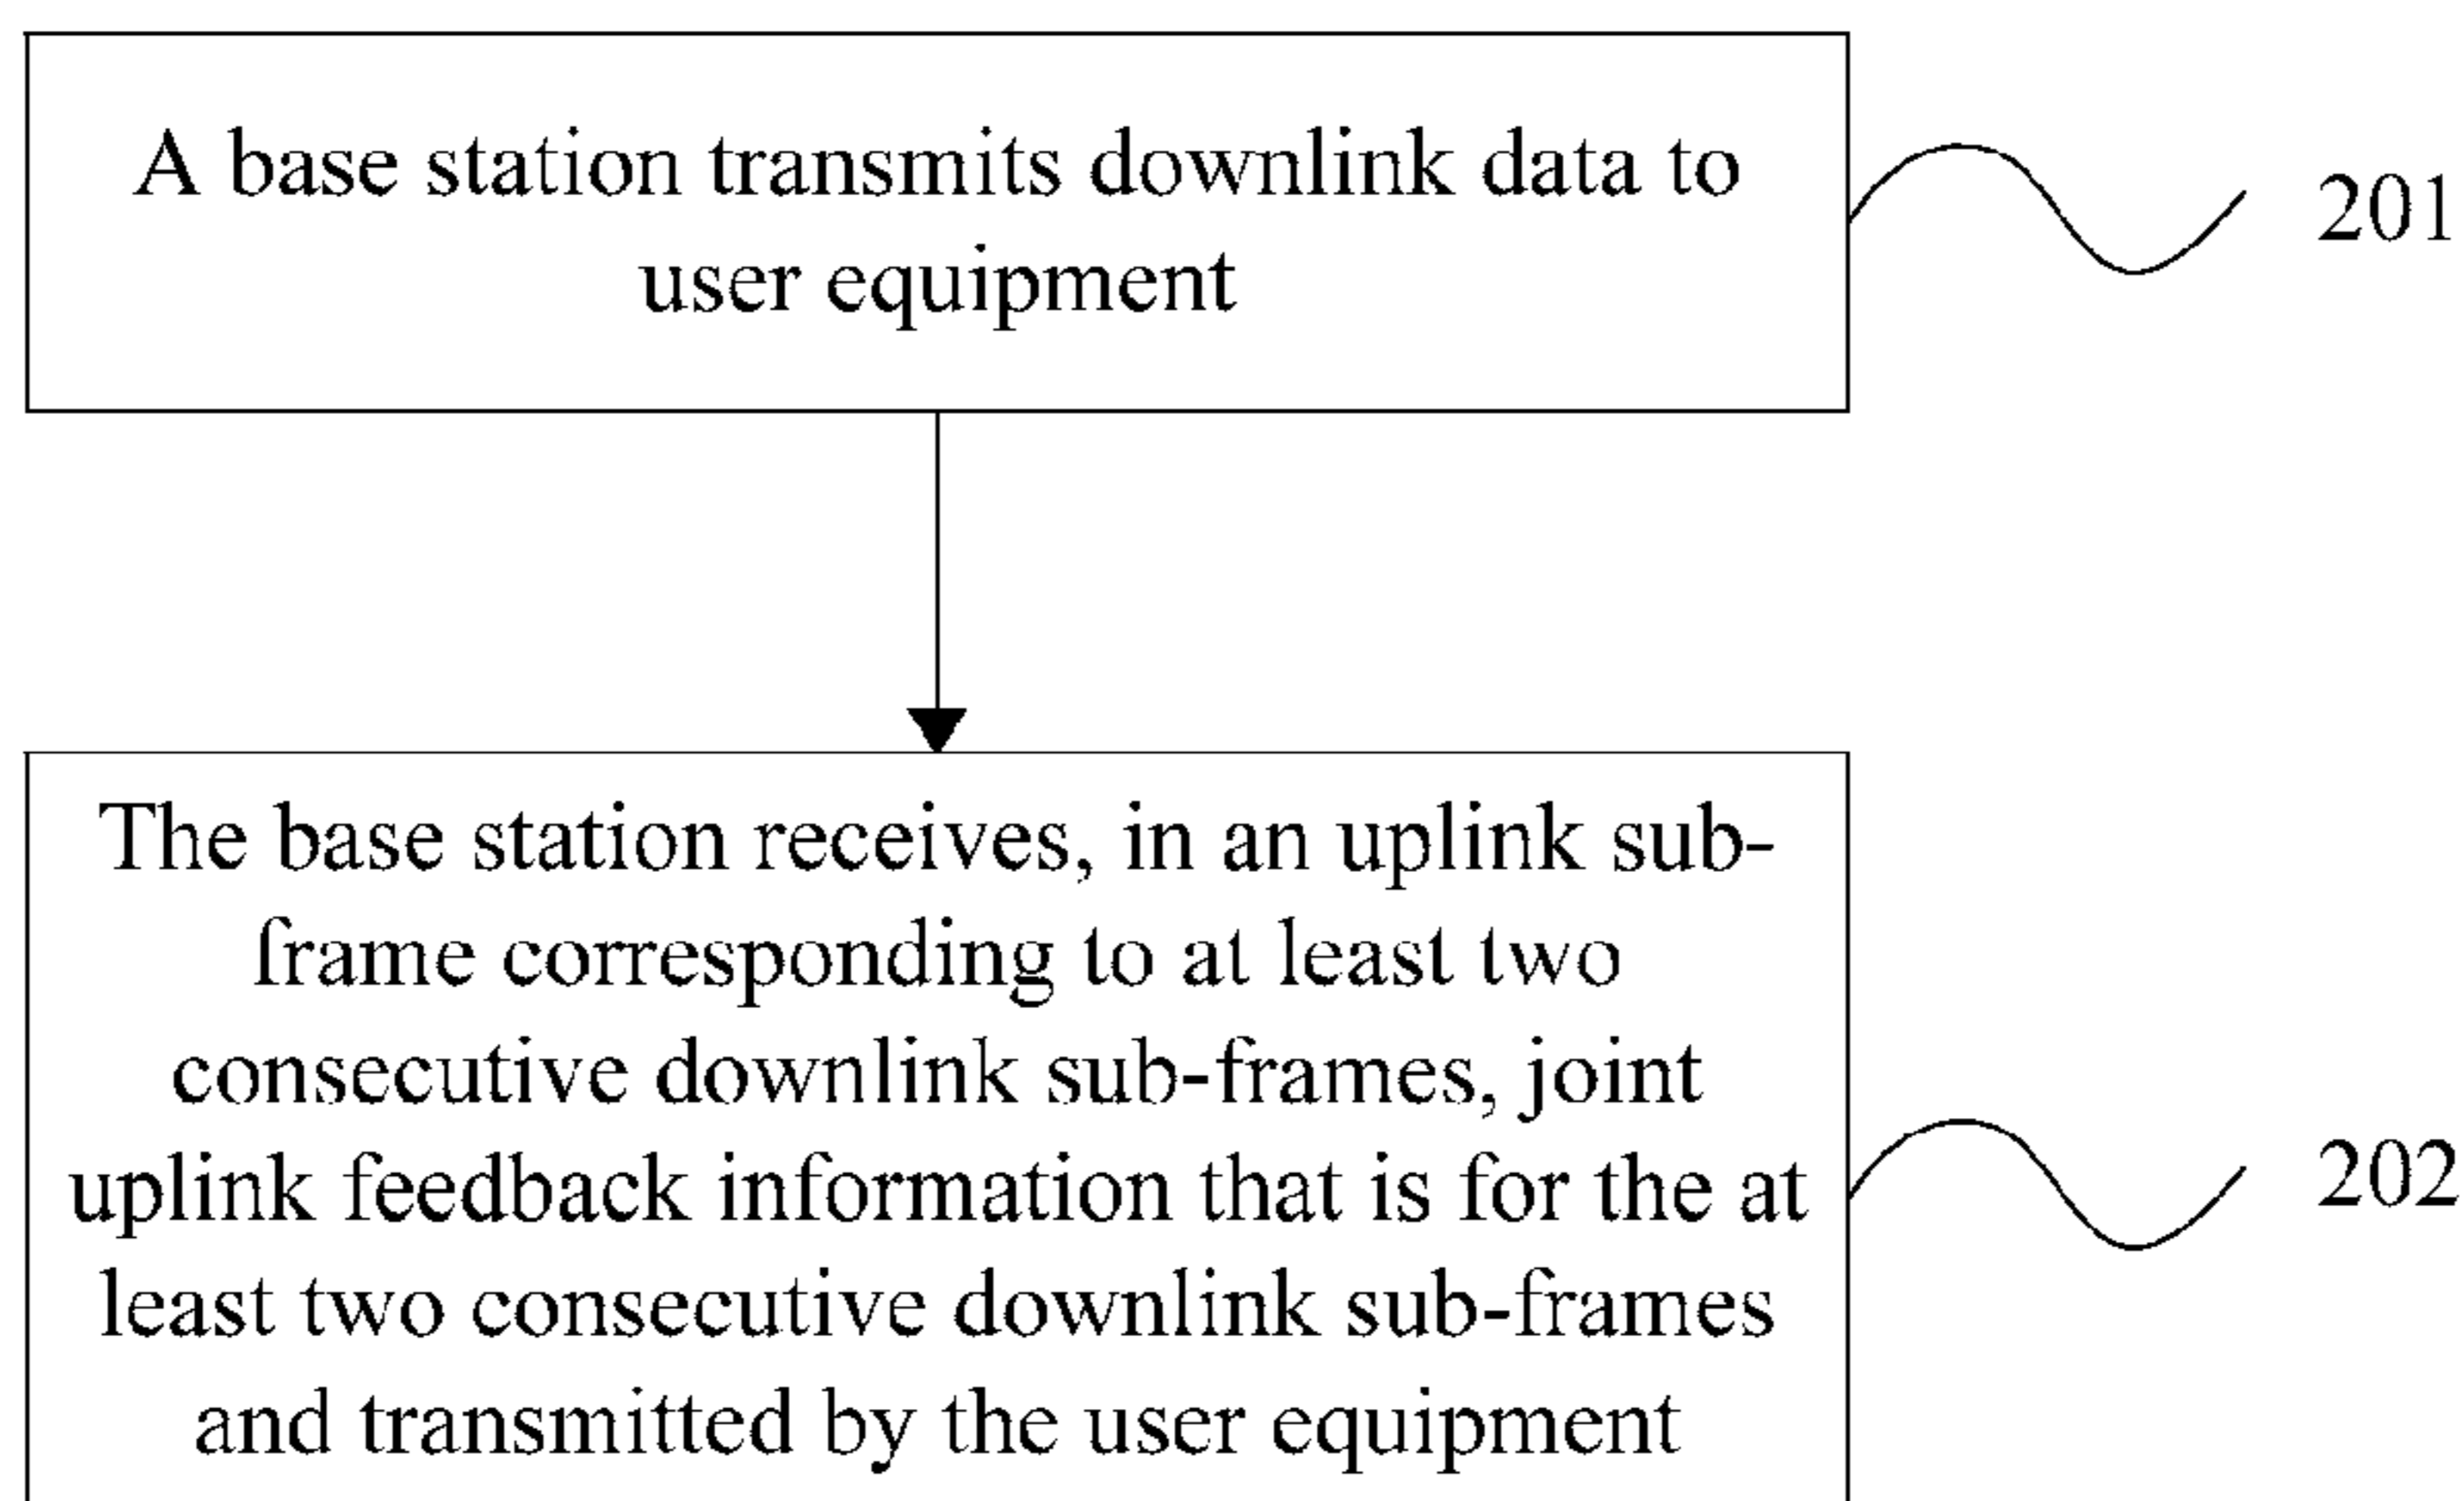 A base station transmits downlink data to
user equipment
201
The base station receives, in an uplink sub-
frame corresponding to at least two
consecutive downlink sub-frames, joint
uplink feedback information that is for the at
least two consecutive downlink sub-frames
and transmitted by the user equipment
202